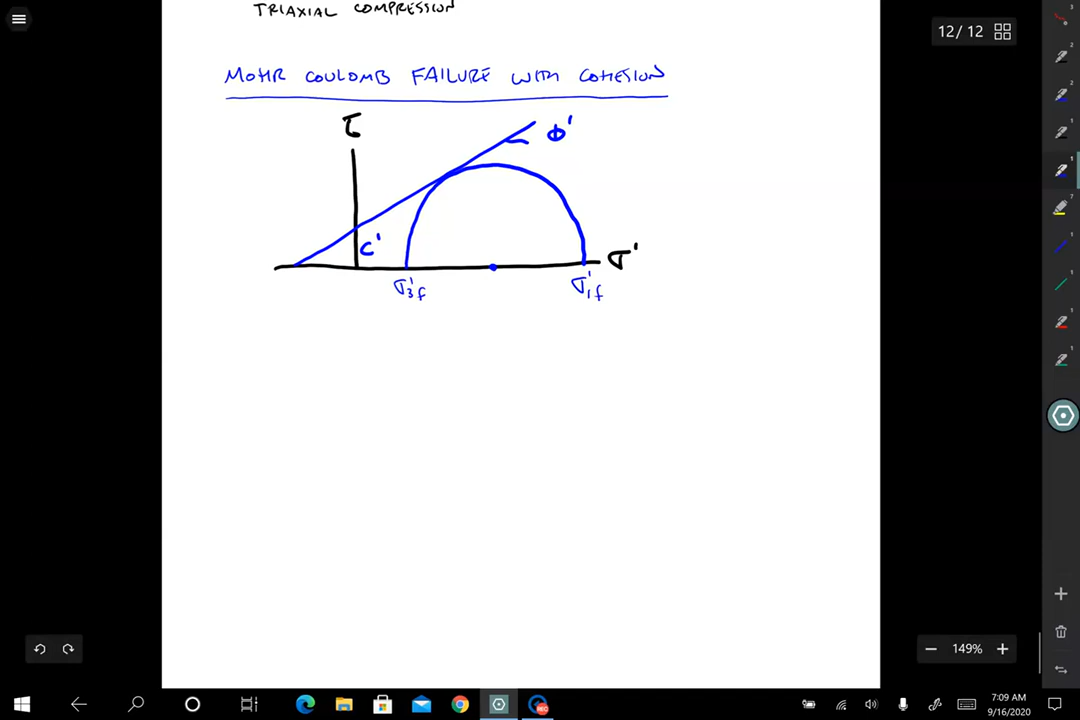 TRIAXIAL COMPRESSION
12/12
MOHR COULOMB FAILURE WITH COHESION
τ
ϕ'
c'
σ'
σ'3f
σ'1f
149%
7:09 AM
9/16/2020